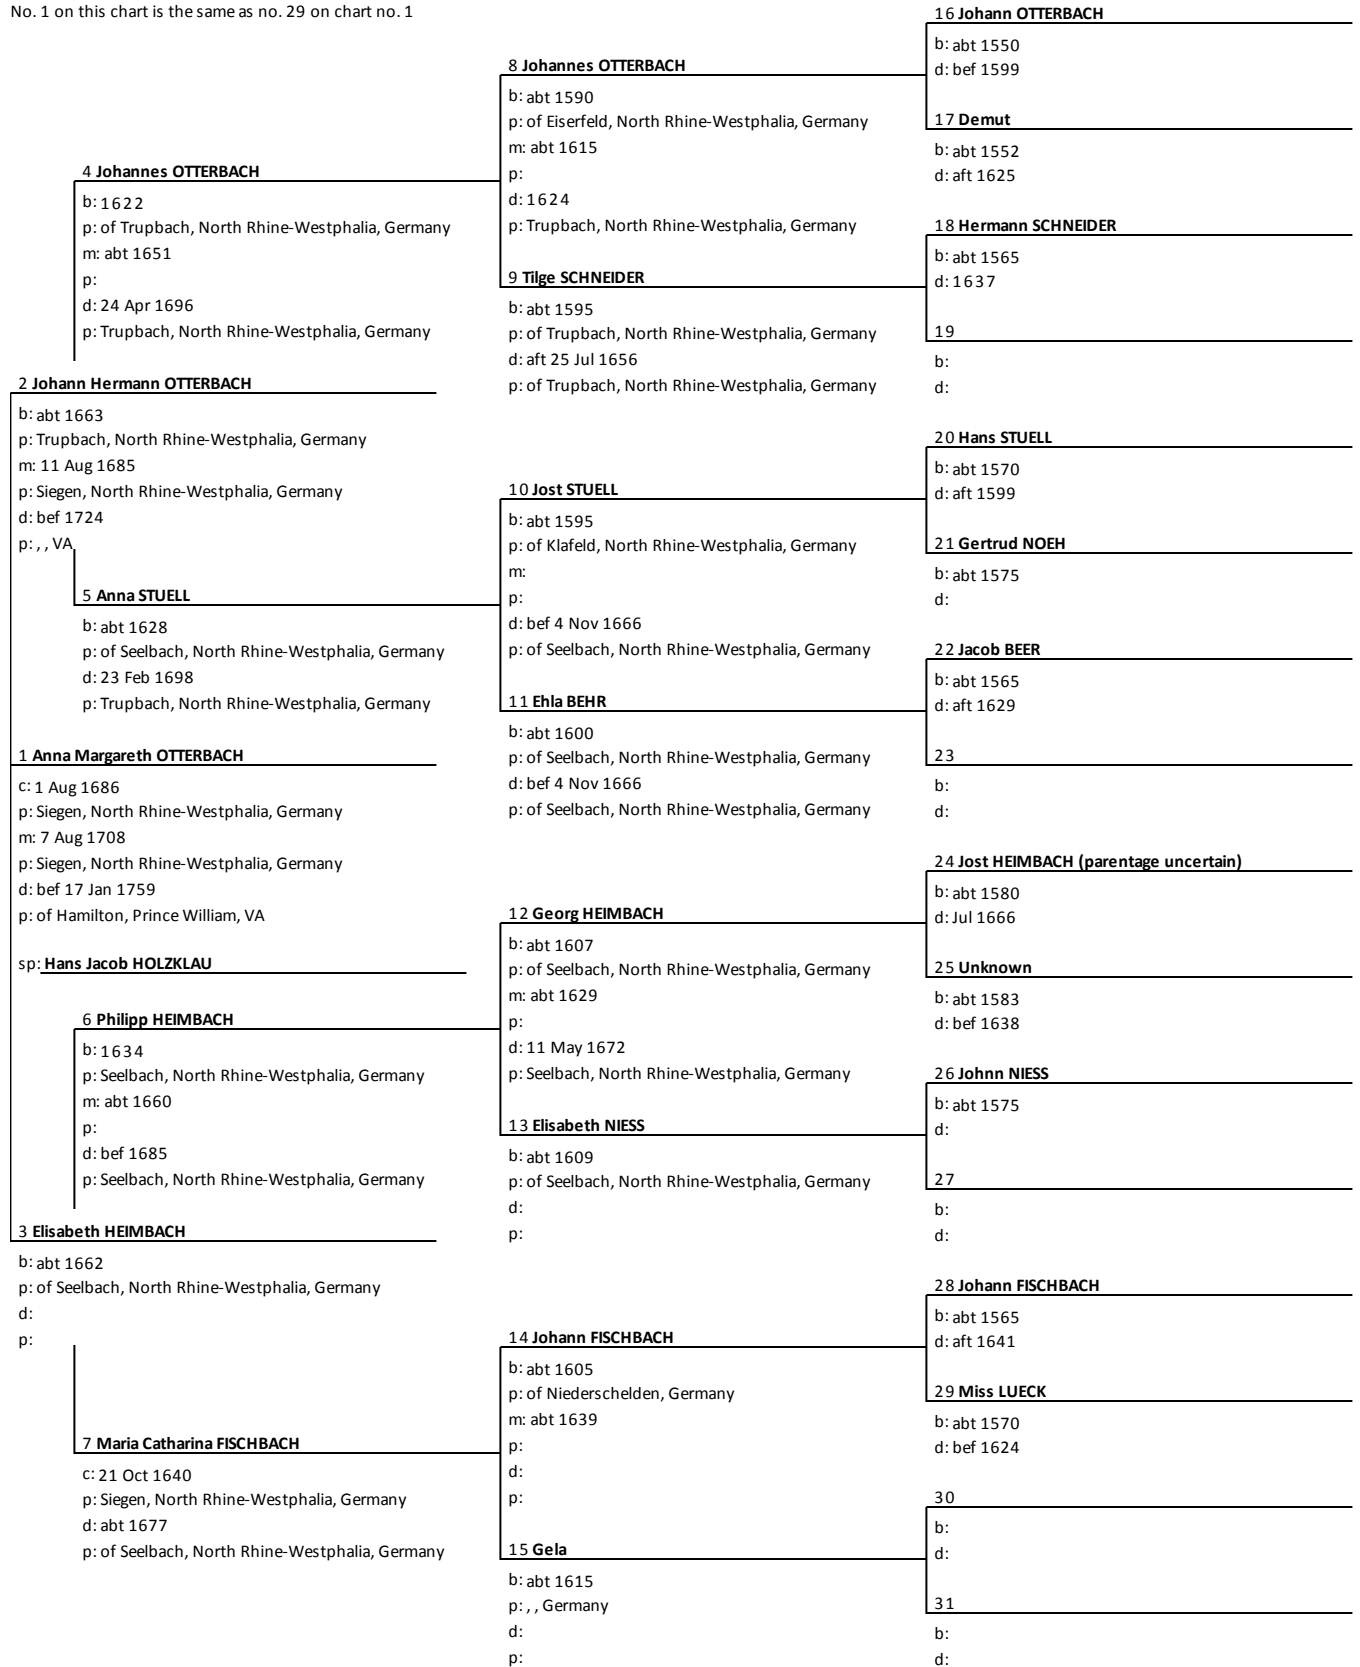 No. 1 on this chart is the same as no. 29 on chart no. 1
16 Johann OTTERBACH
b: abt 1550
d: bef 1599
8 Johannes OTTERBACH
b: abt 1590
p: of Eiserfeld, North Rhine-Westphalia, Germany
m: abt 1615
p:
d: 1624
p: Trupbach, North Rhine-Westphalia, Germany
17 Demut
b: abt 1552
d: aft 1625
4 Johannes OTTERBACH
b: 1622
p: of Trupbach, North Rhine-Westphalia, Germany
m: abt 1651
p:
d: 24 Apr 1696
p: Trupbach, North Rhine-Westphalia, Germany
18 Hermann SCHNEIDER
b: abt 1565
d: 1637
9 Tilge SCHNEIDER
b: abt 1595
p: of Trupbach, North Rhine-Westphalia, Germany
d: aft 25 Jul 1656
p: of Trupbach, North Rhine-Westphalia, Germany
19
b:
d:
2 Johann Hermann OTTERBACH
b: abt 1663
p: Trupbach, North Rhine-Westphalia, Germany
m: 11 Aug 1685
p: Siegen, North Rhine-Westphalia, Germany
d: bef 1724
p: , , VA
20 Hans STUELL
b: abt 1570
d: aft 1599
10 Jost STUELL
b: abt 1595
p: of Klafeld, North Rhine-Westphalia, Germany
m:
p:
d: bef 4 Nov 1666
p: of Seelbach, North Rhine-Westphalia, Germany
21 Gertrud NOEH
b: abt 1575
d:
5 Anna STUELL
b: abt 1628
p: of Seelbach, North Rhine-Westphalia, Germany
d: 23 Feb 1698
p: Trupbach, North Rhine-Westphalia, Germany
22 Jacob BEER
b: abt 1565
d: aft 1629
11 Ehla BEHR
b: abt 1600
p: of Seelbach, North Rhine-Westphalia, Germany
d: bef 4 Nov 1666
p: of Seelbach, North Rhine-Westphalia, Germany
23
b:
d:
1 Anna Margareth OTTERBACH
c: 1 Aug 1686
p: Siegen, North Rhine-Westphalia, Germany
m: 7 Aug 1708
p: Siegen, North Rhine-Westphalia, Germany
d: bef 17 Jan 1759
p: of Hamilton, Prince William, VA
sp: Hans Jacob HOLZKLAU
24 Jost HEIMBACH (parentage uncertain)
b: abt 1580
d: Jul 1666
12 Georg HEIMBACH
b: abt 1607
p: of Seelbach, North Rhine-Westphalia, Germany
m: abt 1629
p:
d: 11 May 1672
p: Seelbach, North Rhine-Westphalia, Germany
25 Unknown
b: abt 1583
d: bef 1638
6 Philipp HEIMBACH
b: 1634
p: Seelbach, North Rhine-Westphalia, Germany
m: abt 1660
p:
d: bef 1685
p: Seelbach, North Rhine-Westphalia, Germany
26 Johnn NIESS
b: abt 1575
d:
13 Elisabeth NIESS
b: abt 1609
p: of Seelbach, North Rhine-Westphalia, Germany
d:
p:
27
b:
d:
3 Elisabeth HEIMBACH
b: abt 1662
p: of Seelbach, North Rhine-Westphalia, Germany
d:
p:
28 Johann FISCHBACH
b: abt 1565
d: aft 1641
14 Johann FISCHBACH
b: abt 1605
p: of Niederschelden, Germany
m: abt 1639
p:
d:
p:
29 Miss LUECK
b: abt 1570
d: bef 1624
7 Maria Catharina FISCHBACH
c: 21 Oct 1640
p: Siegen, North Rhine-Westphalia, Germany
d: abt 1677
p: of Seelbach, North Rhine-Westphalia, Germany
30
b:
d:
15 Gela
b: abt 1615
p: , , Germany
d:
p:
31
b:
d: